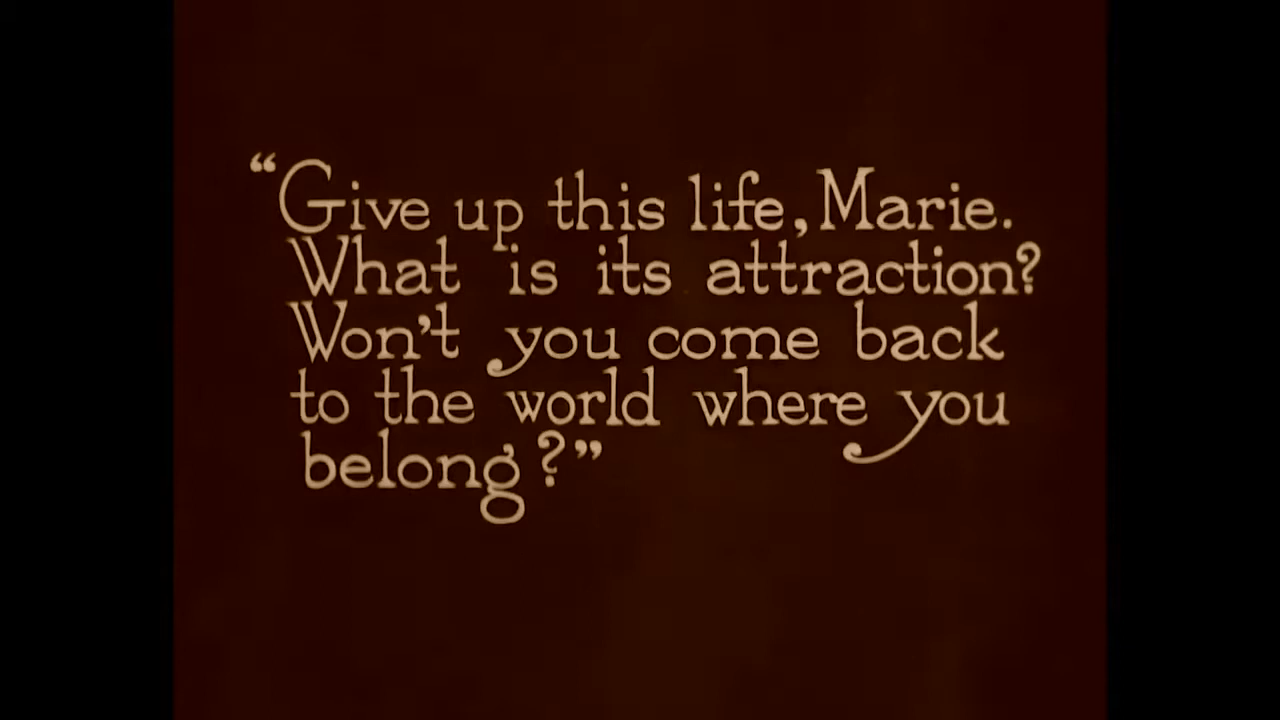 “Give up this life, Marie.
What is its attraction?
Won't you come back
to the world where you
belong?”